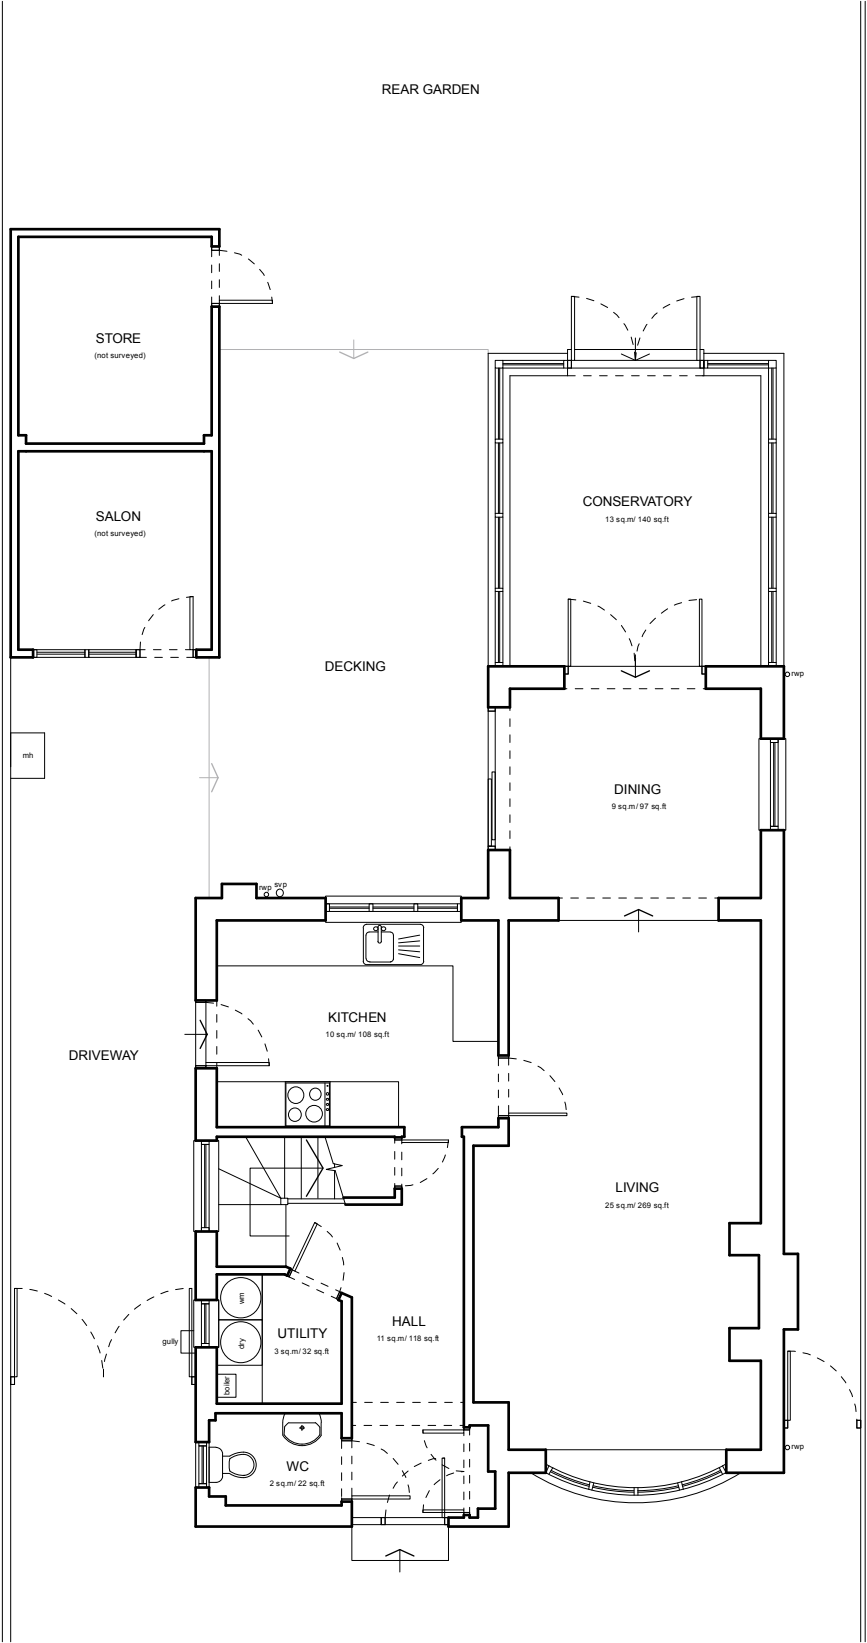 REAR GARDEN
STORE
(not surveyed)
SALON
(not surveyed)
CONSERVATORY
13 sq.m/ 140 sq.ft
DECKING
rwp
mh
DINING
9 sq.m/ 97 sq.ft
rwp
svp
KITCHEN
10 sq.m/ 108 sq.ft
DRIVEWAY
LIVING
25 sq.m/ 269 sq.ft
wm
HALL
11 sq.m/ 118 sq.ft
UTILITY
3 sq.m/ 32 sq.ft
gully
dry
boiler
rwp
WC
2 sq.m/ 22 sq.ft